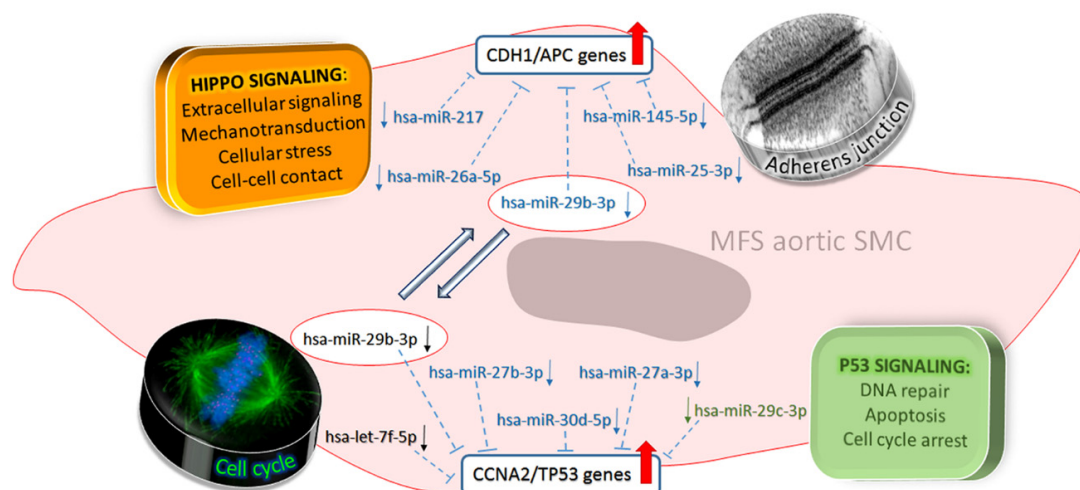 CDH1/APC genes
HIPPO SIGNALING:
Extracellular signaling
Mechanotransduction
Cellular stress
Cell-cell contact
hsa-miR-217
hsa-miR-145-5p
Adherens junction
hsa-miR-26a-5p
hsa-miR-25-3p
hsa-miR-29b-3p
MFS aortic SMC
hsa-miR-29b-3p
hsa-miR-27b-3p
hsa-miR-27a-3p
P53 SIGNALING:
DNA repair
Apoptosis
Cell cycle arrest
hsa-miR-30d-5p
hsa-miR-29c-3p
hsa-let-7f-5p
Cell cycle
CCNA2/TP53 genes